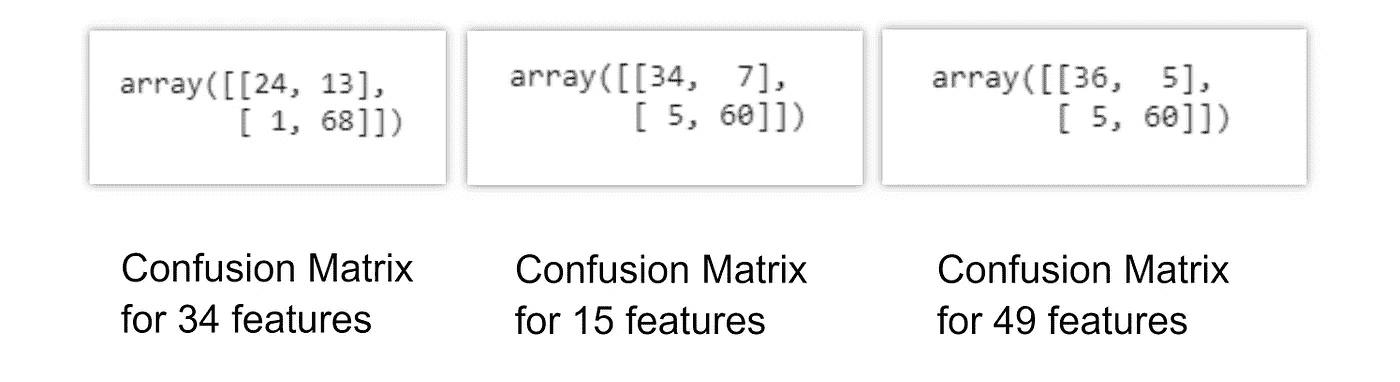 array([[24, 13],
       [ 1, 68]])
Confusion Matrix
for 34 features
array([[34,  7],
       [ 5, 60]])
Confusion Matrix
for 15 features
array([[36,  5],
       [ 5, 60]])
Confusion Matrix
for 49 features